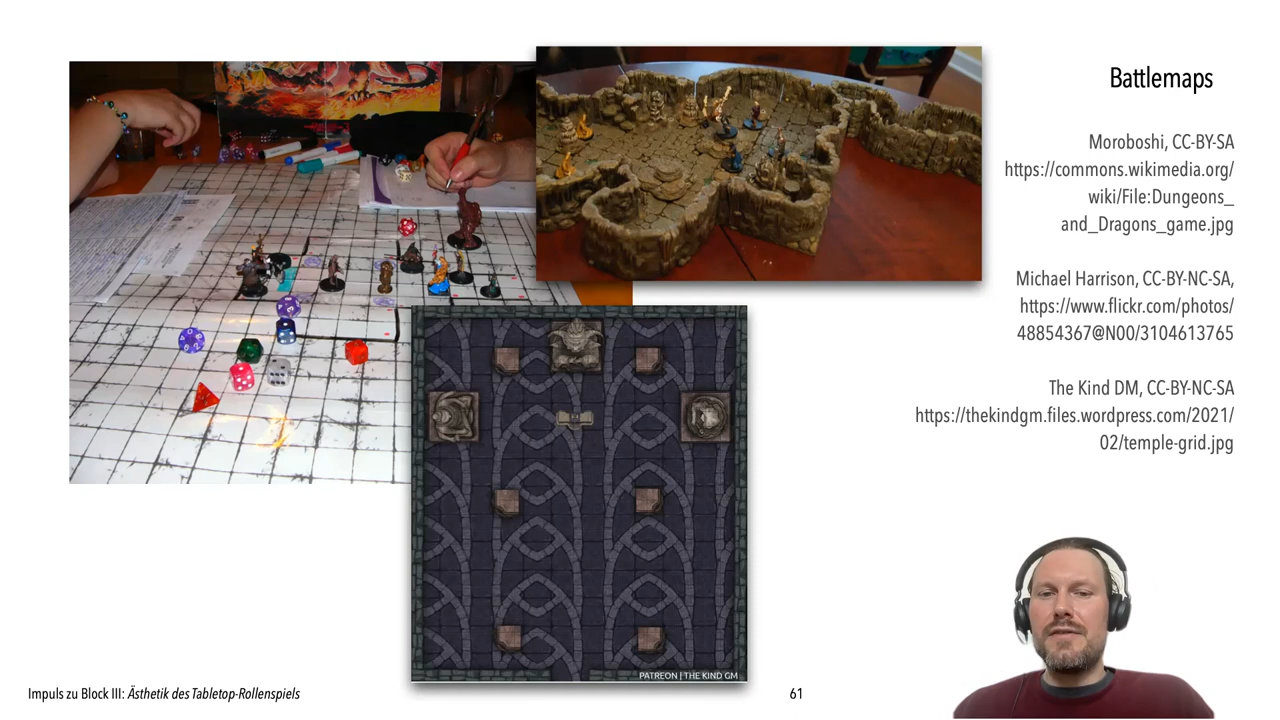 Battlemaps
Moroboshi, CC-BY-SA
https://commons.wikimedia.org/
wiki/File:Dungeons_
and_Dragons_game.jpg
Michael Harrison, CC-BY-NC-SA,
https://www.flickr.com/photos/
48854367@N00/3104613765
The Kind DM, CC-BY-NC-SA
https://thekindgm.files.wordpress.com/2021/
02/temple-grid.jpg
PATREON | THE KIND GM
Impuls zu Block III: Ästhetik des Tabletop-Rollenspiels
61